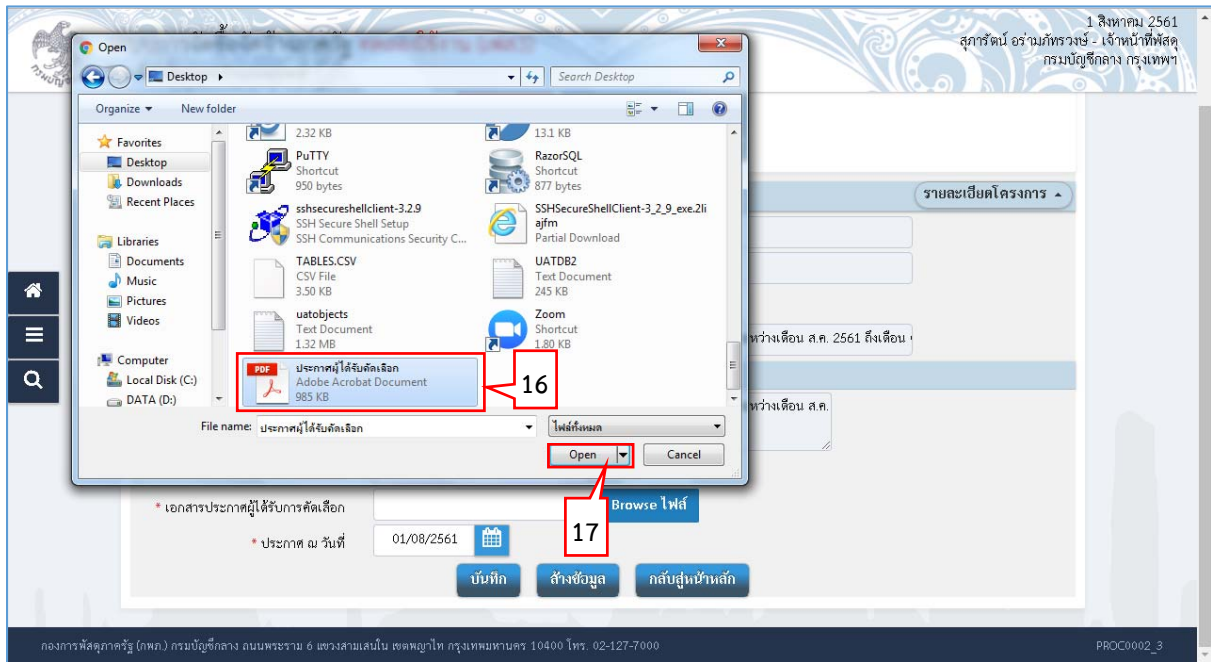 1 สิงหาคม 2561
สุภารัตน์ อร่ามภัทรวงษ์ - เจ้าหน้าที่พัสดุ
กรมบัญชีกลาง กรุงเทพฯ
Open
Desktop
Search Desktop
Organize New folder
Favorites
Desktop
Downloads
Recent Places
Libraries
Documents
Music
Pictures
Videos
Computer
Local Disk (C:)
DATA (D:)
2.32 KB
13.1 KB
PuTTY
Shortcut
950 bytes
RazorSQL
Shortcut
877 bytes
sshsecureshellclient-3.2.9
SSH Secure Shell Setup
SSH Communications Security C...
SSHSecureShellClient-3_2_9_exe.2li
ajfm
Partial Download
TABLES.CSV
CSV File
3.50 KB
UATDB2
Text Document
245 KB
uatobjects
Text Document
1.32 MB
Zoom
Shortcut
1.80 KB
PDF
ประกาศผู้ได้รับคัดเลือก
Adobe Acrobat Document
985 KB
16
File name: ประกาศผู้ได้รับคัดเลือก
ไฟล์ทั้งหมด
Open Cancel
17
รายละเอียดโครงการ
หว่างเดือน ส.ค. 2561 ถึงเดือน
หว่างเดือน ส.ค.
* เอกสารประกาศผู้ได้รับการคัดเลือก
Browse ไฟล์
* ประกาศ ณ วันที่ 01/08/2561
บันทึก ล้างข้อมูล กลับสู่หน้าหลัก
กองการพัสดุภาครัฐ (กพภ.) กรมบัญชีกลาง ถนนพระราม 6 แขวงสามเสนใน เขตพญาไท กรุงเทพมหานคร 10400 โทร. 02-127-7000
PROC0002_3